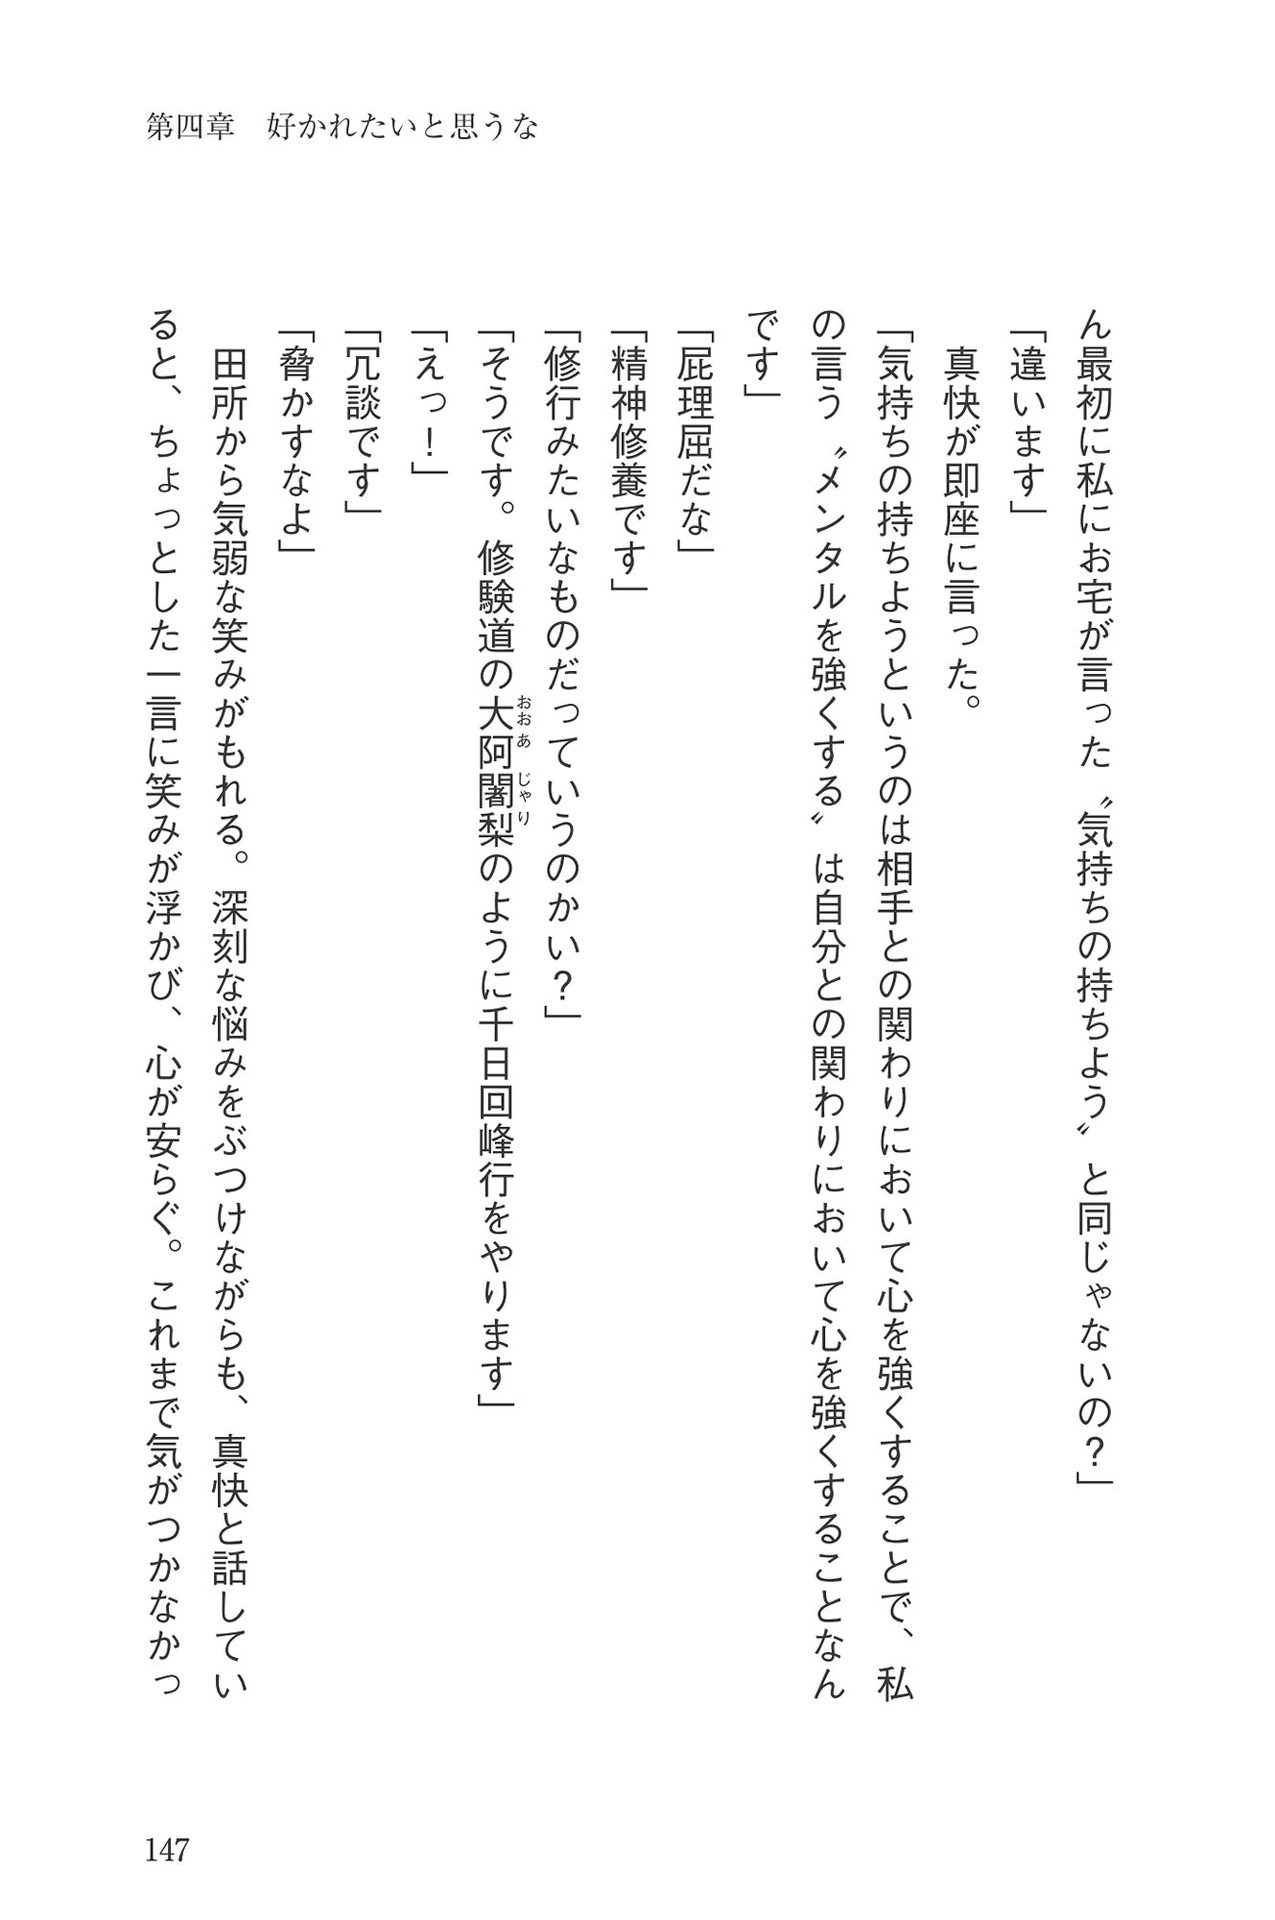 第四章　好かれたいと思うな
ん最初に私にお宅が言った〝気持ちの持ちよう〟と同じゃないの？」
「違います」
　真快が即座に言った。
「気持ちの持ちようというのは相手との関わりにおいて心を強くすることで、私
の言う〝メンタルを強くする〟は自分との関わりにおいて心を強くすることなん
です」
「屁理屈だな」
「精神修養です」
「修行みたいなものだっていうのかい？」
「そうです。修験道の大阿闍梨のように千日回峰行をやります」
おおあじゃり
「えっ！」
「冗談です」
「脅かすなよ」
　田所から気弱な笑みがもれる。深刻な悩みをぶつけながらも、真快と話してい
ると、ちょっとした一言に笑みが浮かび、心が安らぐ。これまで気がつかなかっ
147